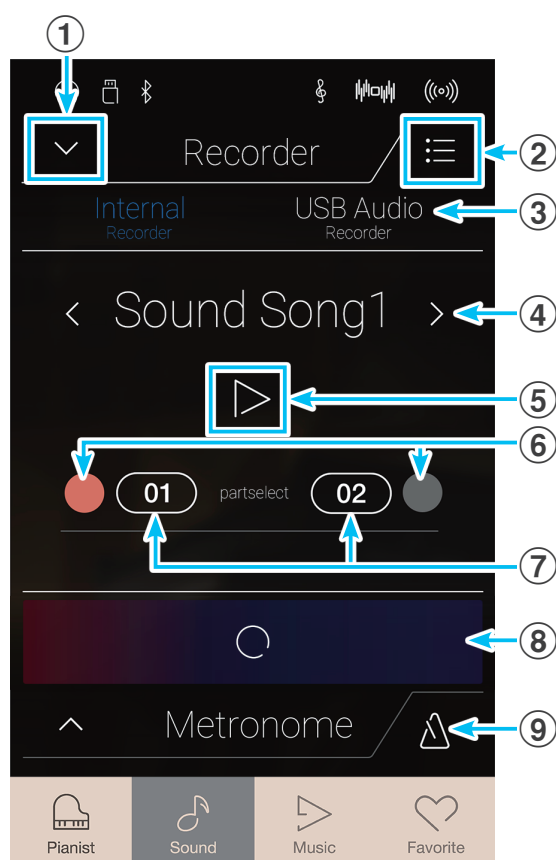 ①
Recorder
②
Internal
Recorder
USB Audio
Recorder
③
Sound Song1
④
⑤
⑥
01 partselect 02
⑦
⑧
Metronome
⑨
Pianist Sound Music Favorite